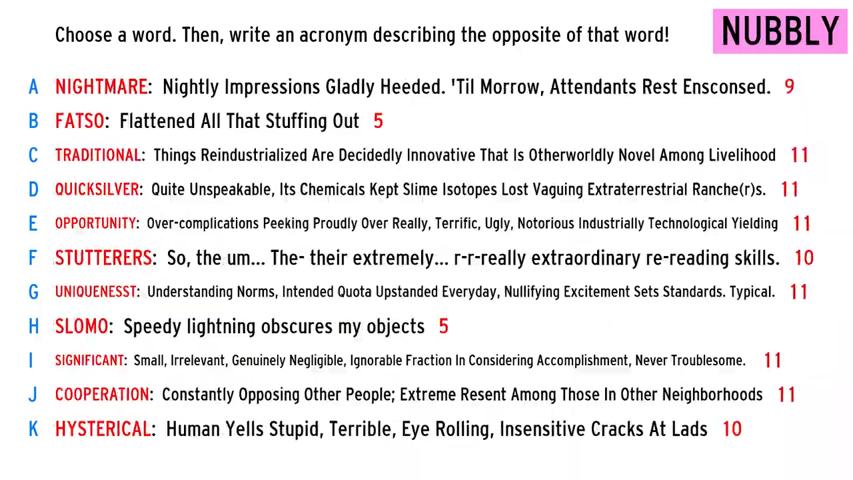 Choose a word. Then, write an acronym describing the opposite of that word!
NUBBLY
A NIGHTMARE: Nightly Impressions Gladly Heeded. 'Til Morrow, Attendants Rest Ensconsed. 9
B FATSO: Flattened All That Stuffing Out 5
C TRADITIONAL: Things Reindustrialized Are Decidedly Innovative That Is Otherworldly Novel Among Livelihood 11
D QUICKSILVER: Quite Unspeakable, Its Chemicals Kept Slime Isotopes Lost Vaguing Extraterrestrial Ranche(r)s. 11
E OPPORTUNITY: Over-complications Peeking Proudly Over Really, Terrific, Ugly, Notorious Industrially Technological Yielding 11
F STUTTERERS: So, the um... The- their extremely... r-r-really extraordinary re-reading skills. 10
G UNIQUENESST: Understanding Norms, Intended Quota Upstanded Everyday, Nullifying Excitement Sets Standards. Typical. 11
H SLOMO: Speedy lightning obscures my objects 5
I SIGNIFICANT: Small, Irrelevant, Genuinely Negligible, Ignorable Fraction In Considering Accomplishment, Never Troublesome. 11
J COOPERATION: Constantly Opposing Other People; Extreme Resent Among Those In Other Neighborhoods 11
K HYSTERICAL: Human Yells Stupid, Terrible, Eye Rolling, Insensitive Cracks At Lads 10